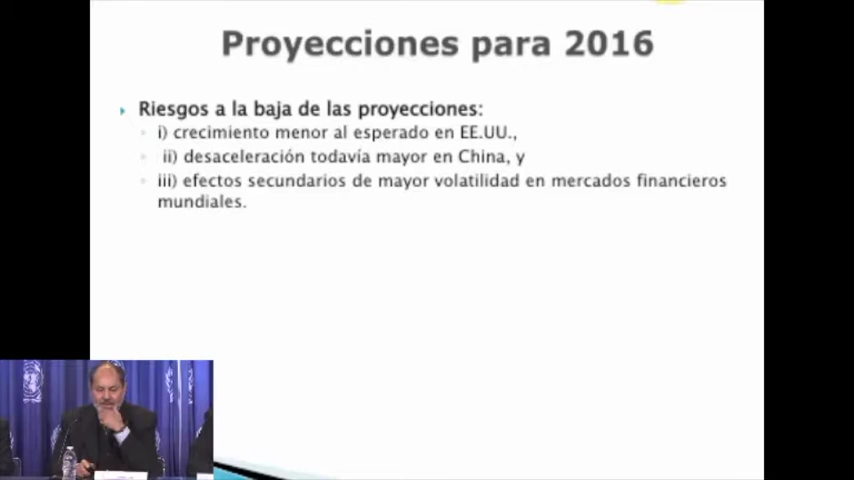 Proyecciones para 2016
Riesgos a la baja de las proyecciones:
i) crecimiento menor al esperado en EE.UU.,
ii) desaceleración todavía mayor en China, y
iii) efectos secundarios de mayor volatilidad en mercados financieros
mundiales.